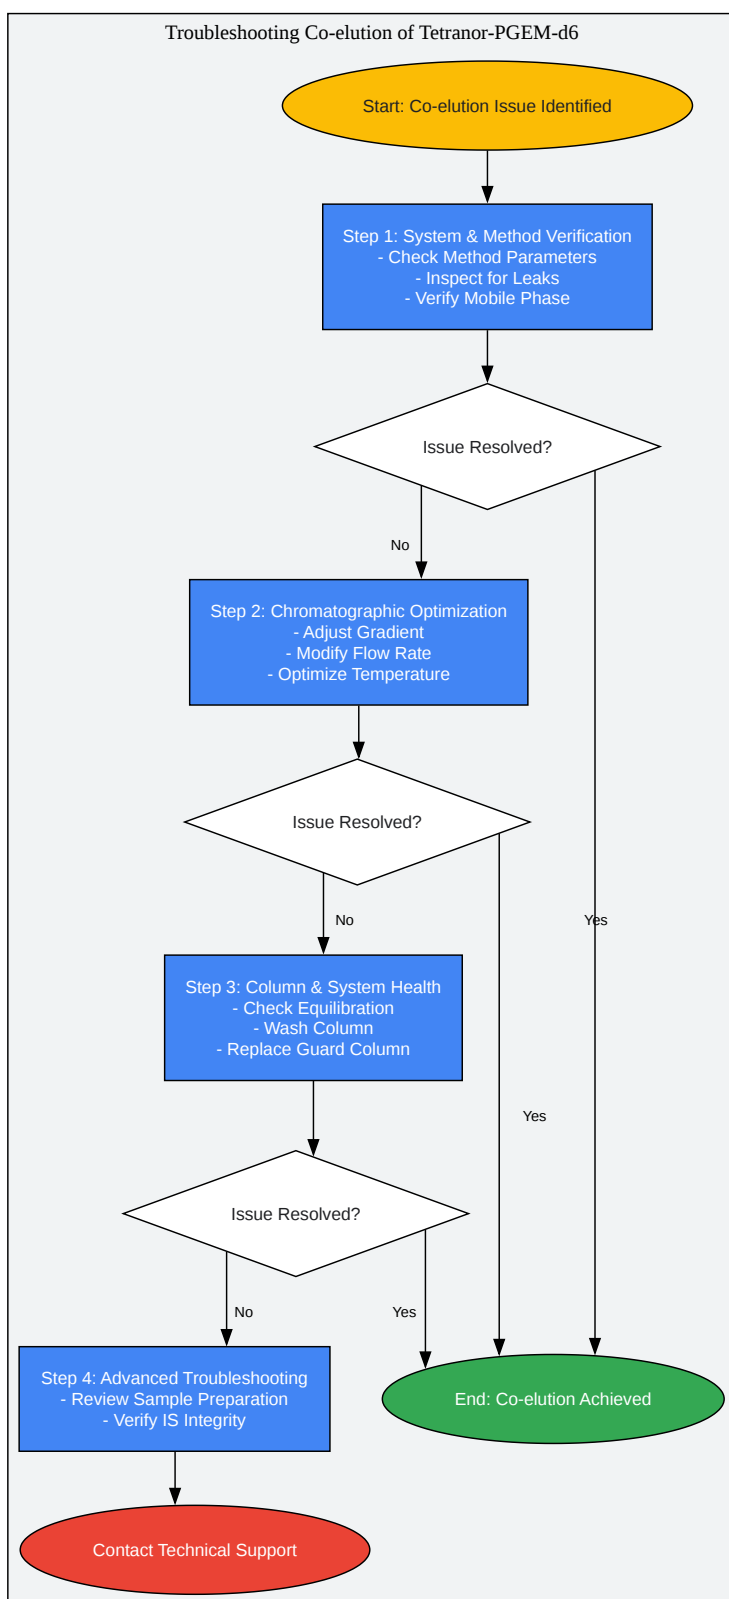 Troubleshooting Co-elution of Tetranor-PGEM-d6
Start: Co-elution Issue Identified
Step 1: System & Method Verification
- Check Method Parameters
- Inspect for Leaks
- Verify Mobile Phase
Issue Resolved?
No
Step 2: Chromatographic Optimization
- Adjust Gradient
- Modify Flow Rate
- Optimize Temperature
Issue Resolved?
No
Yes
Step 3: Column & System Health
- Check Equilibration
- Wash Column
- Replace Guard Column
Yes
Issue Resolved?
No
Yes
Step 4: Advanced Troubleshooting
- Review Sample Preparation
- Verify IS Integrity
End: Co-elution Achieved
Contact Technical Support